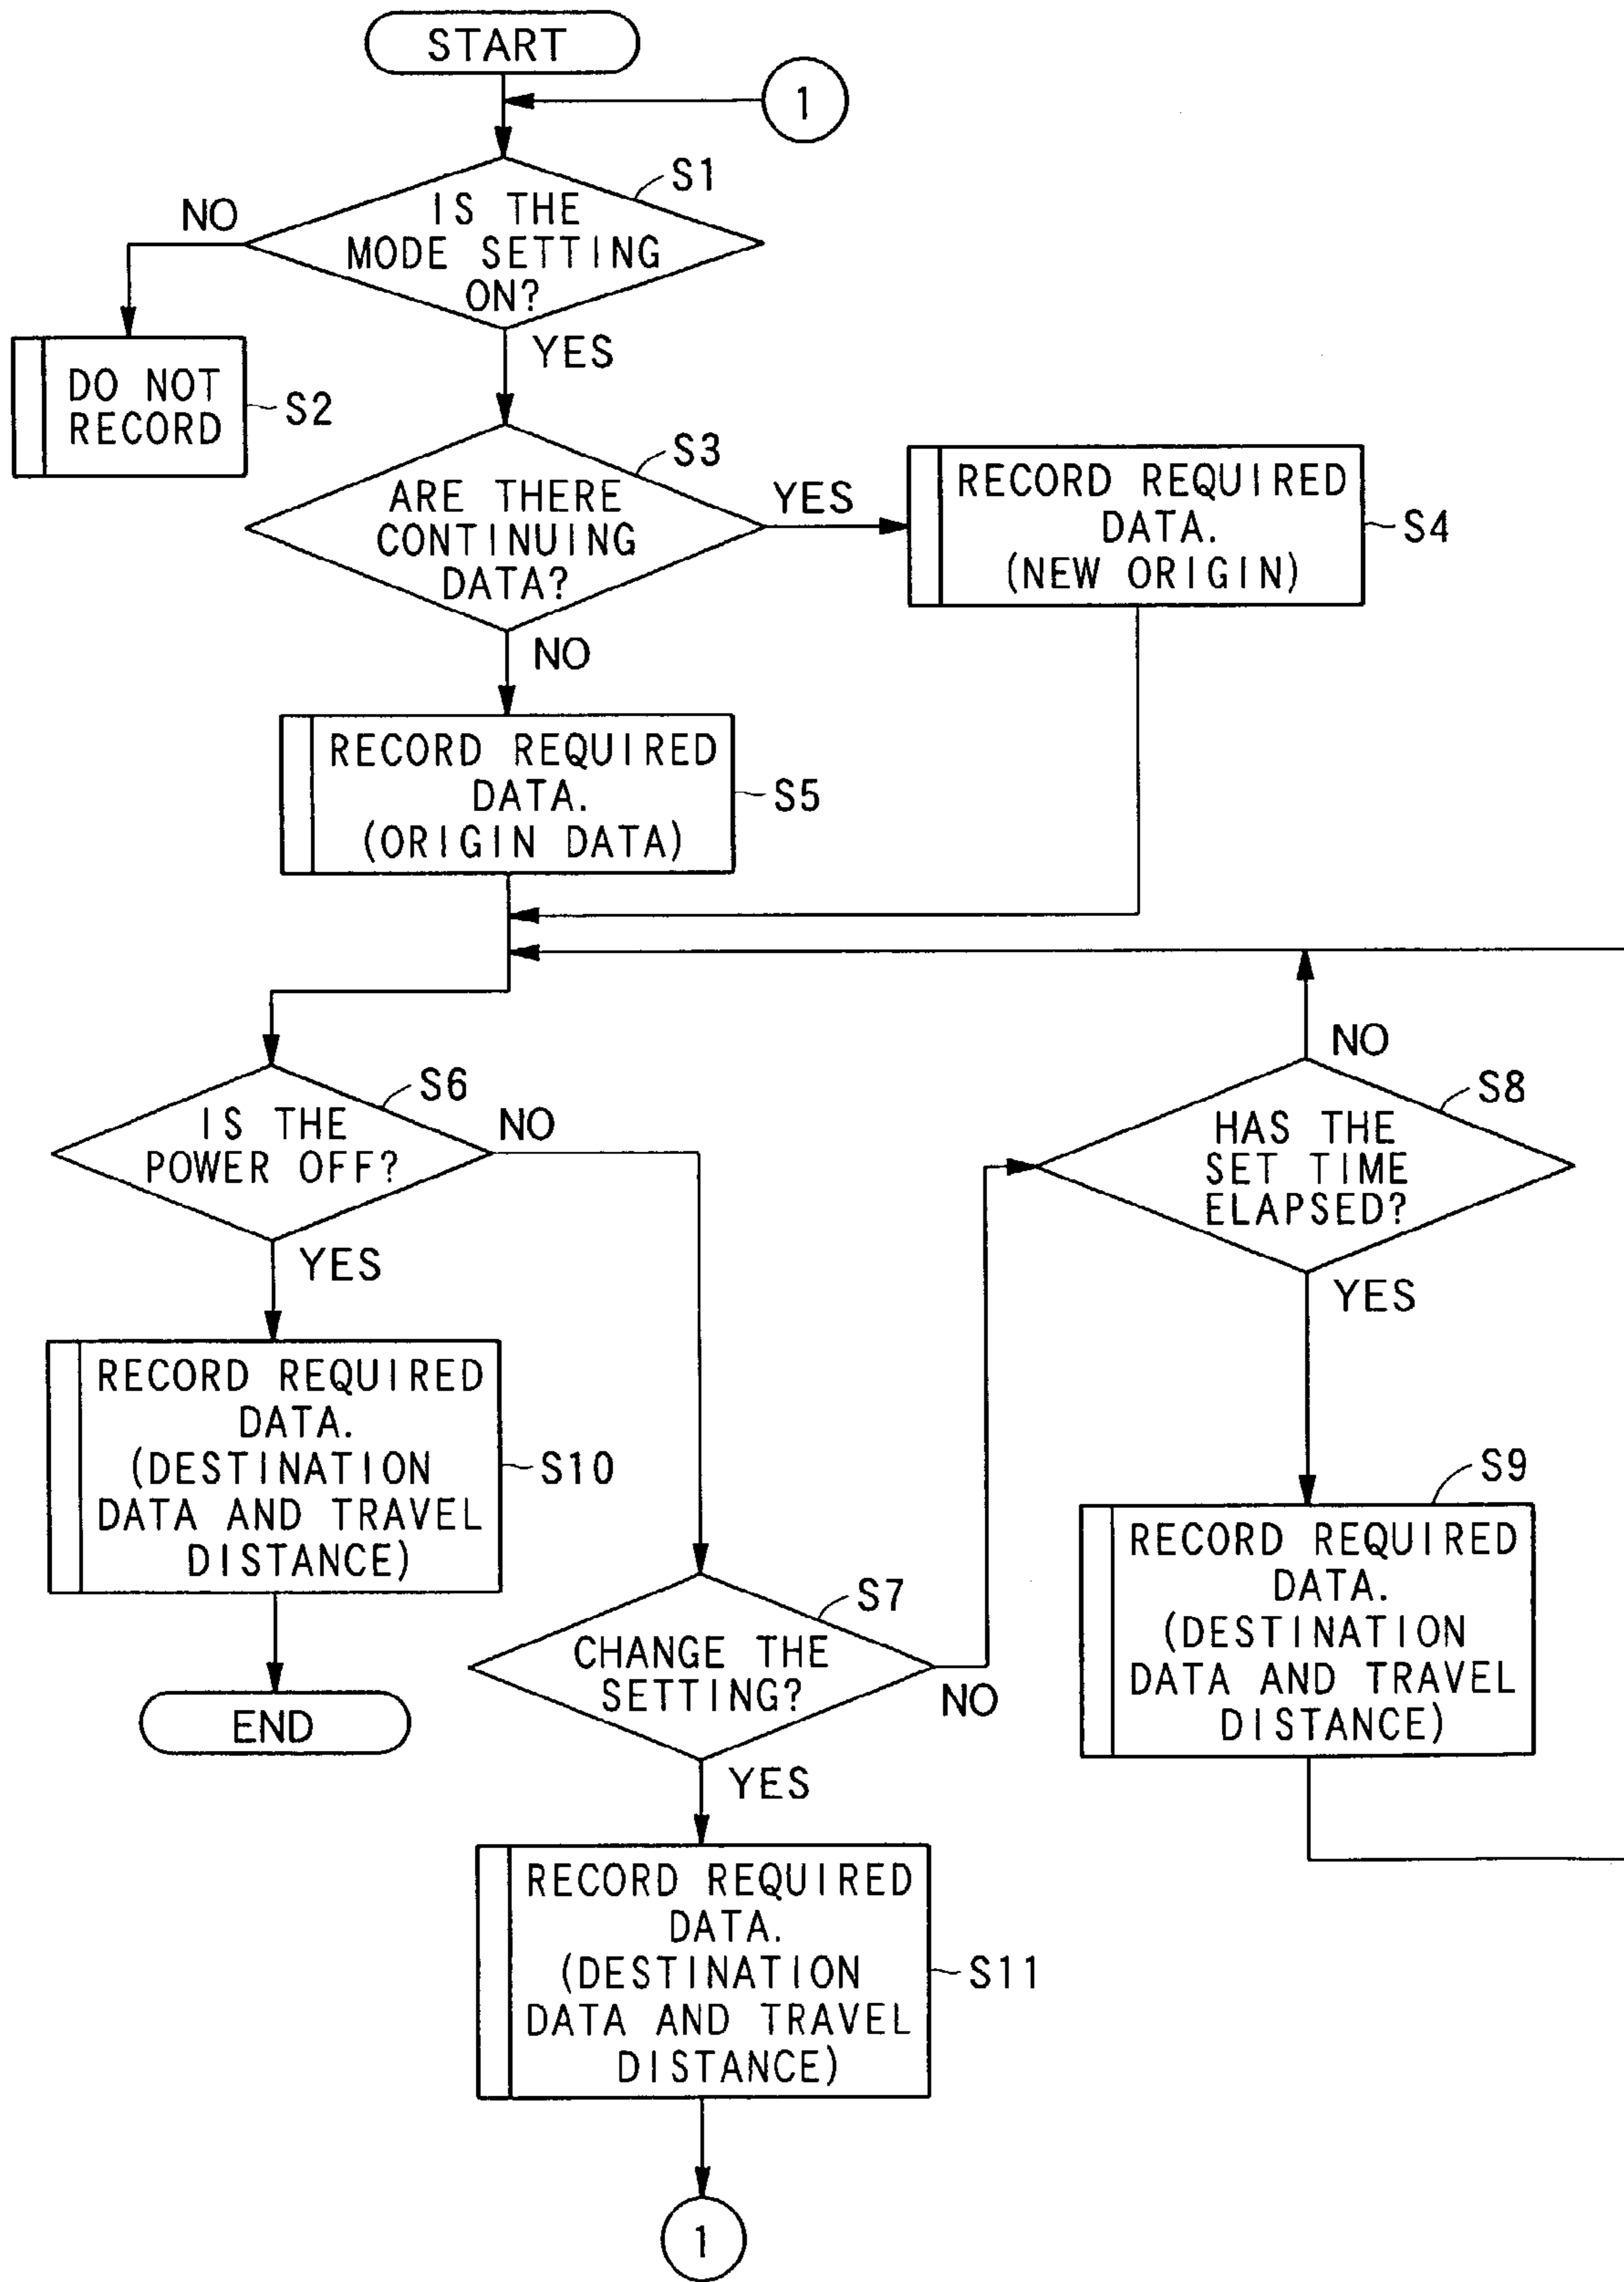 START
1
S1
NO
IS THE
MODE SETTING
ON?
YES
DO NOT
RECORD
S2
S3
ARE THERE
CONTINUING
DATA?
YES
RECORD REQUIRED
DATA.
(NEW ORIGIN)
S4
NO
RECORD REQUIRED
DATA.
(ORIGIN DATA)
S5
S6
IS THE
POWER OFF?
NO
YES
NO
S8
HAS THE
SET TIME
ELAPSED?
YES
RECORD REQUIRED
DATA.
(DESTINATION
DATA AND TRAVEL
DISTANCE)
S10
END
S7
CHANGE THE
SETTING?
NO
YES
S9
RECORD REQUIRED
DATA.
(DESTINATION
DATA AND TRAVEL
DISTANCE)
RECORD REQUIRED
DATA.
(DESTINATION
DATA AND TRAVEL
DISTANCE)
S11
1